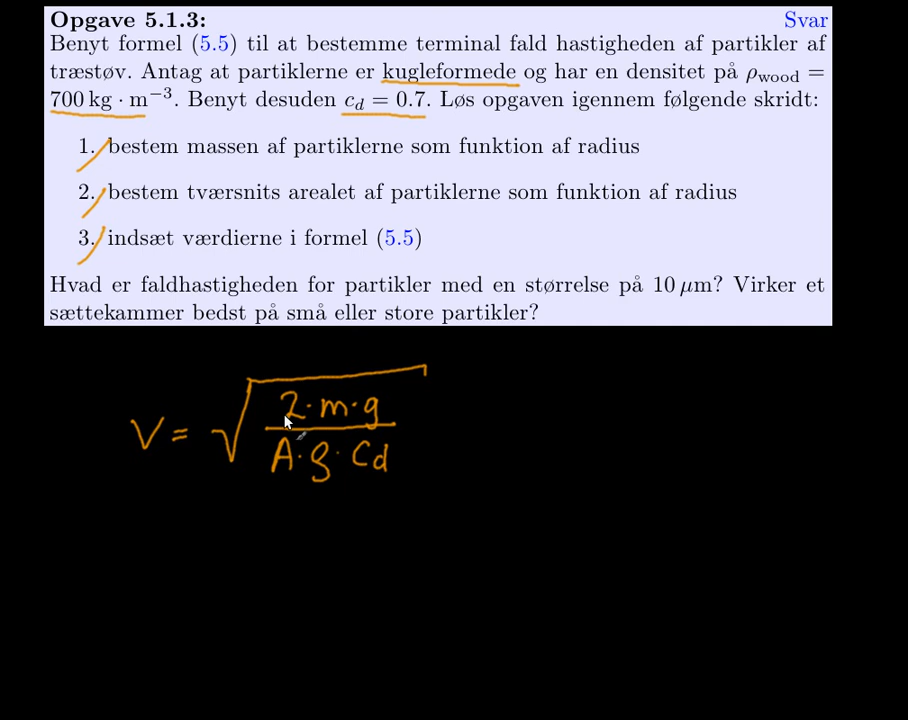 Opgave 5.1.3: Svar
Benyt formel (5.5) til at bestemme terminal fald hastigheden af partikler af
træstøv. Antag at partiklerne er kugleformede og har en densitet på ρ_wood =
700 kg · m⁻³. Benyt desuden c_d = 0.7. Løs opgaven igennem følgende skridt:
1. bestem massen af partiklerne som funktion af radius
2. bestem tværsnits arealet af partiklerne som funktion af radius
3. indsæt værdierne i formel (5.5)
Hvad er faldhastigheden for partikler med en størrelse på 10 μm? Virker et
sættekammer bedst på små eller store partikler?
V = √(2·m·g / A·ρ·Cd)